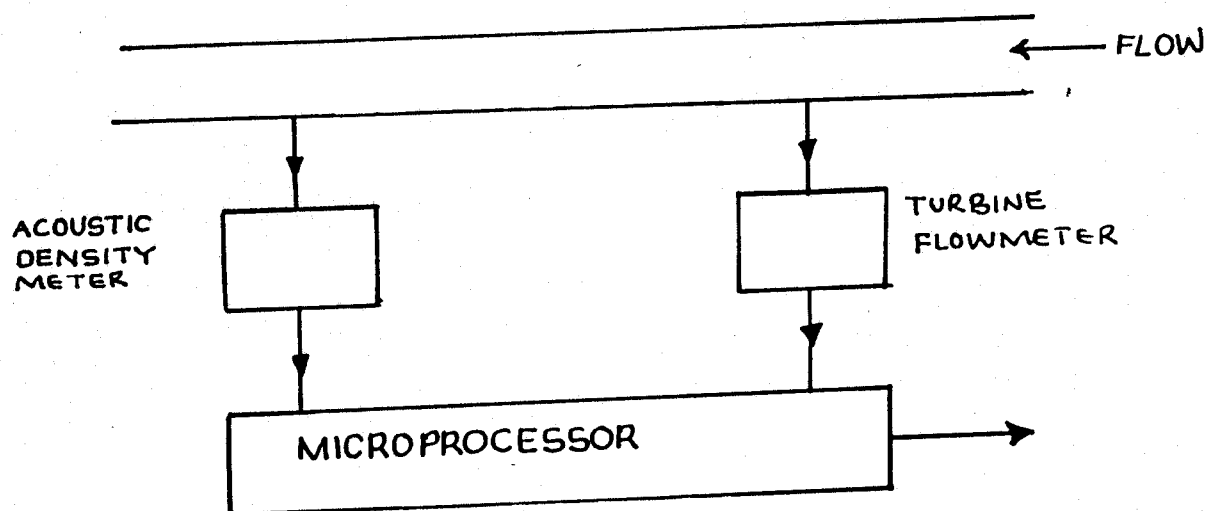 FLOW
ACOUSTIC
DENSITY
METER
TURBINE
FLOWMETER
MICROPROCESSOR